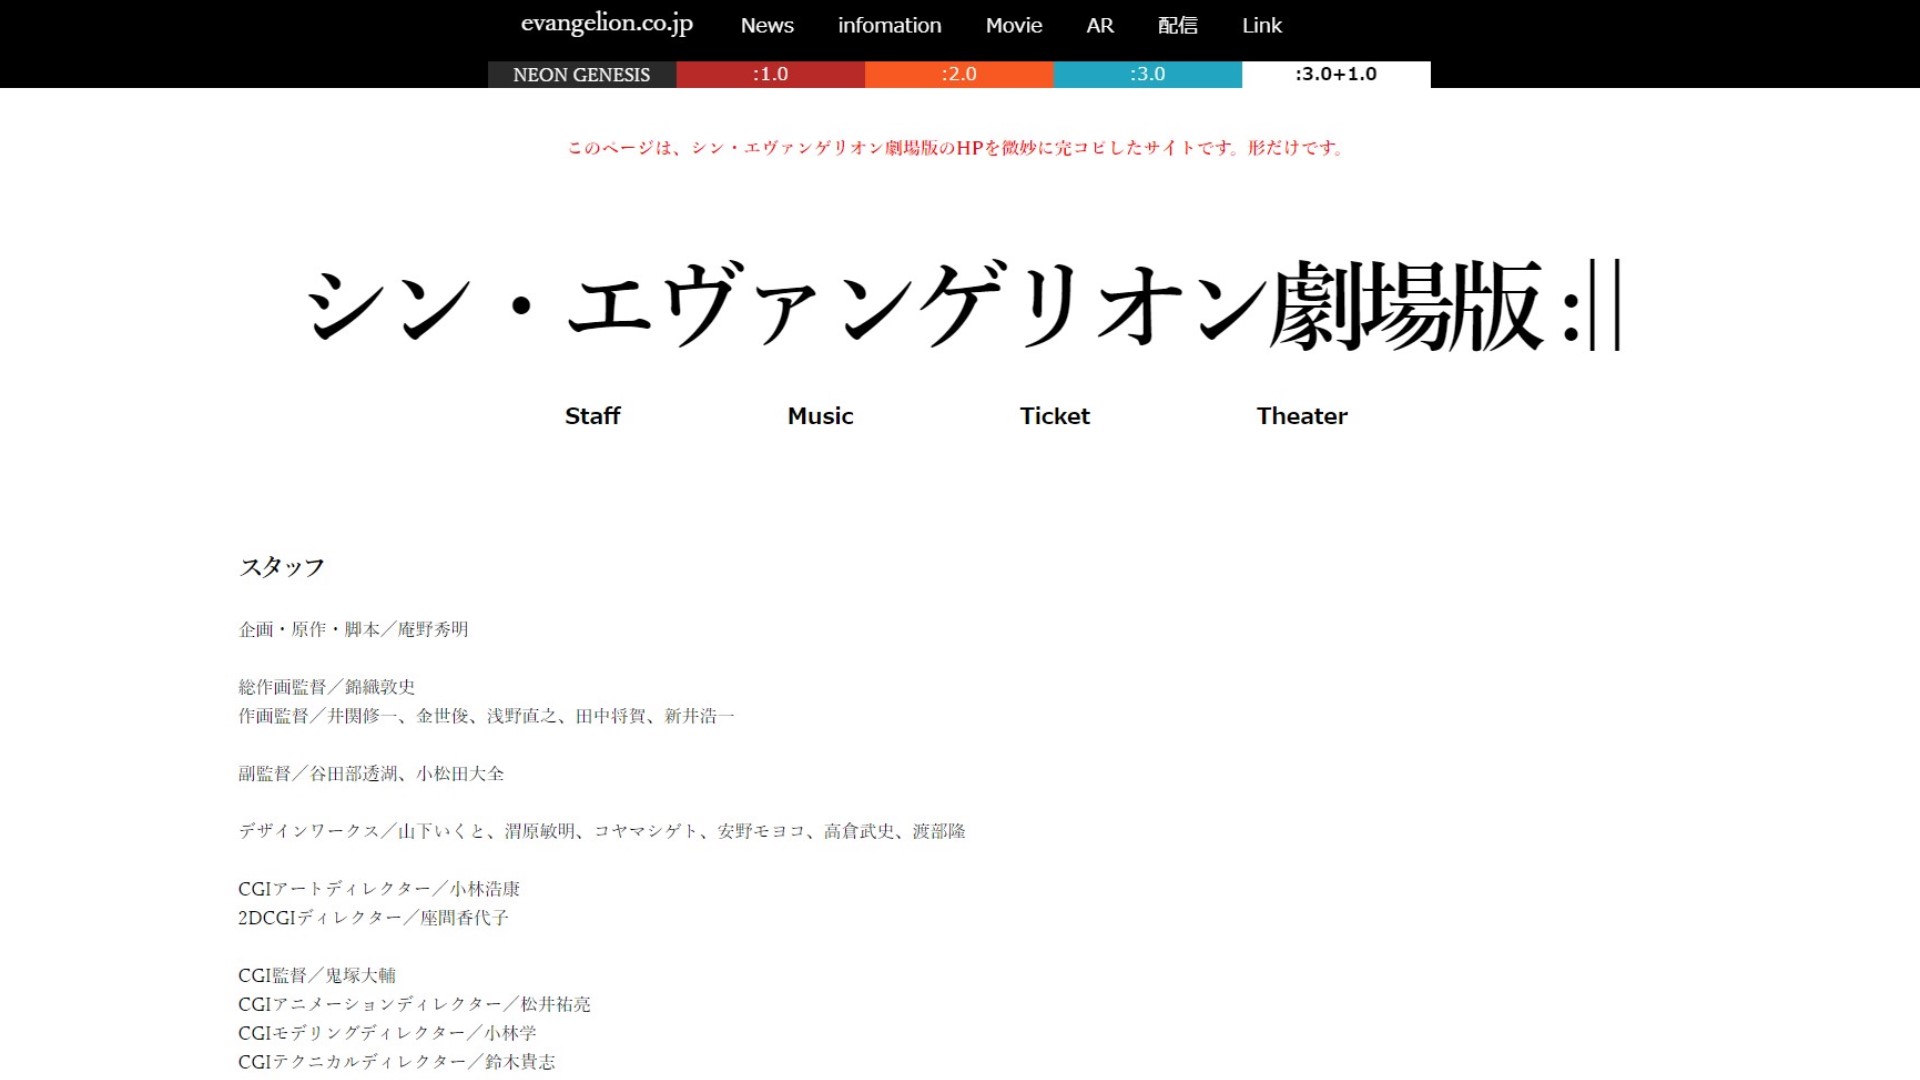 evangelion.co.jp News infomation Movie AR 配信 Link
NEON GENESIS :1.0 :2.0 :3.0 :3.0+1.0
このページは、シン・エヴァンゲリオン劇場版のHPを微妙に完コピしたサイトです。形だけです。
シン・エヴァンゲリオン劇場版:||
Staff Music Ticket Theater
スタッフ
企画・原作・脚本／庵野秀明
総作画監督／錦織敦史
作画監督／井関修一、金世俊、浅野直之、田中将賀、新井浩一
副監督／谷田部透湖、小松田大全
デザインワークス／山下いくと、渭原敏明、コヤマシゲト、安野モヨコ、高倉武史、渡部隆
CGIアートディレクター／小林浩康
2DCGIディレクター／座間香代子
CGI監督／鬼塚大輔
CGIアニメーションディレクター／松井祐亮
CGIモデリングディレクター／小林学
CGIテクニカルディレクター／鈴木貴志